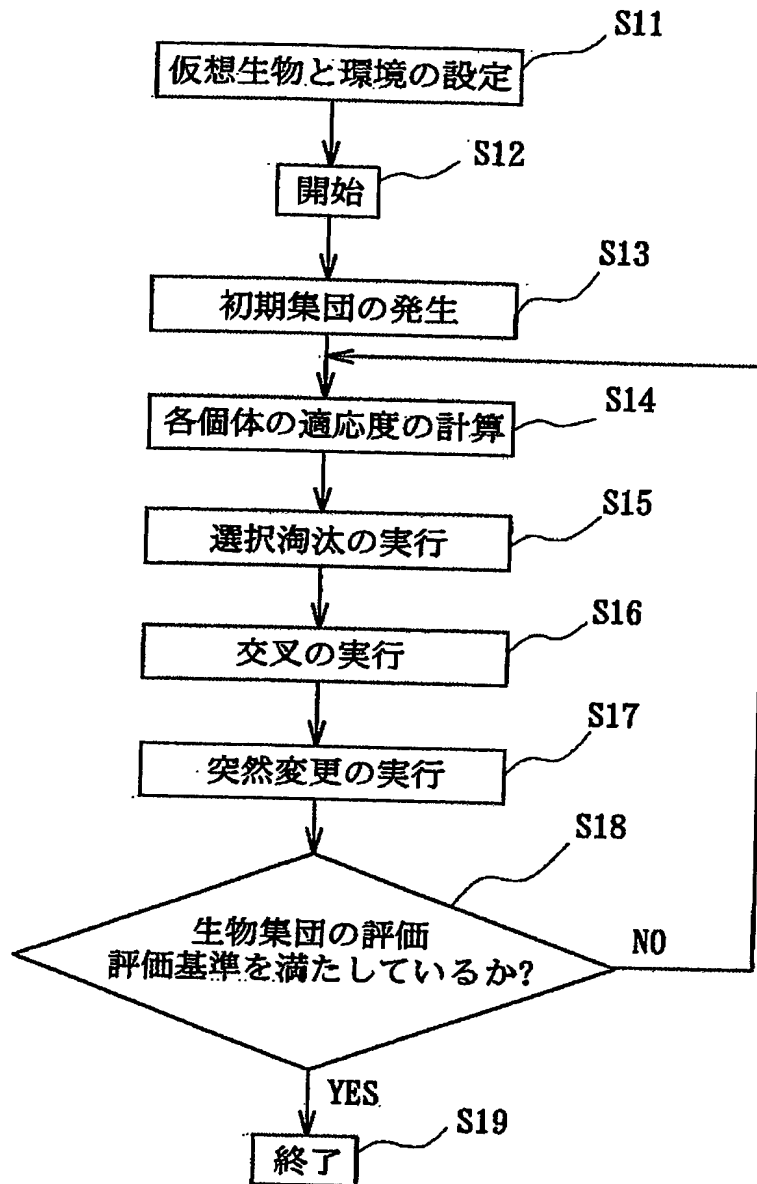 S11
仮想生物と環境の設定
S12
開始
S13
初期集団の発生
S14
各個体の適応度の計算
S15
選択淘汰の実行
S16
交叉の実行
S17
突然変更の実行
S18
生物集団の評価
評価基準を満たしているか?
NO
YES
S19
終了